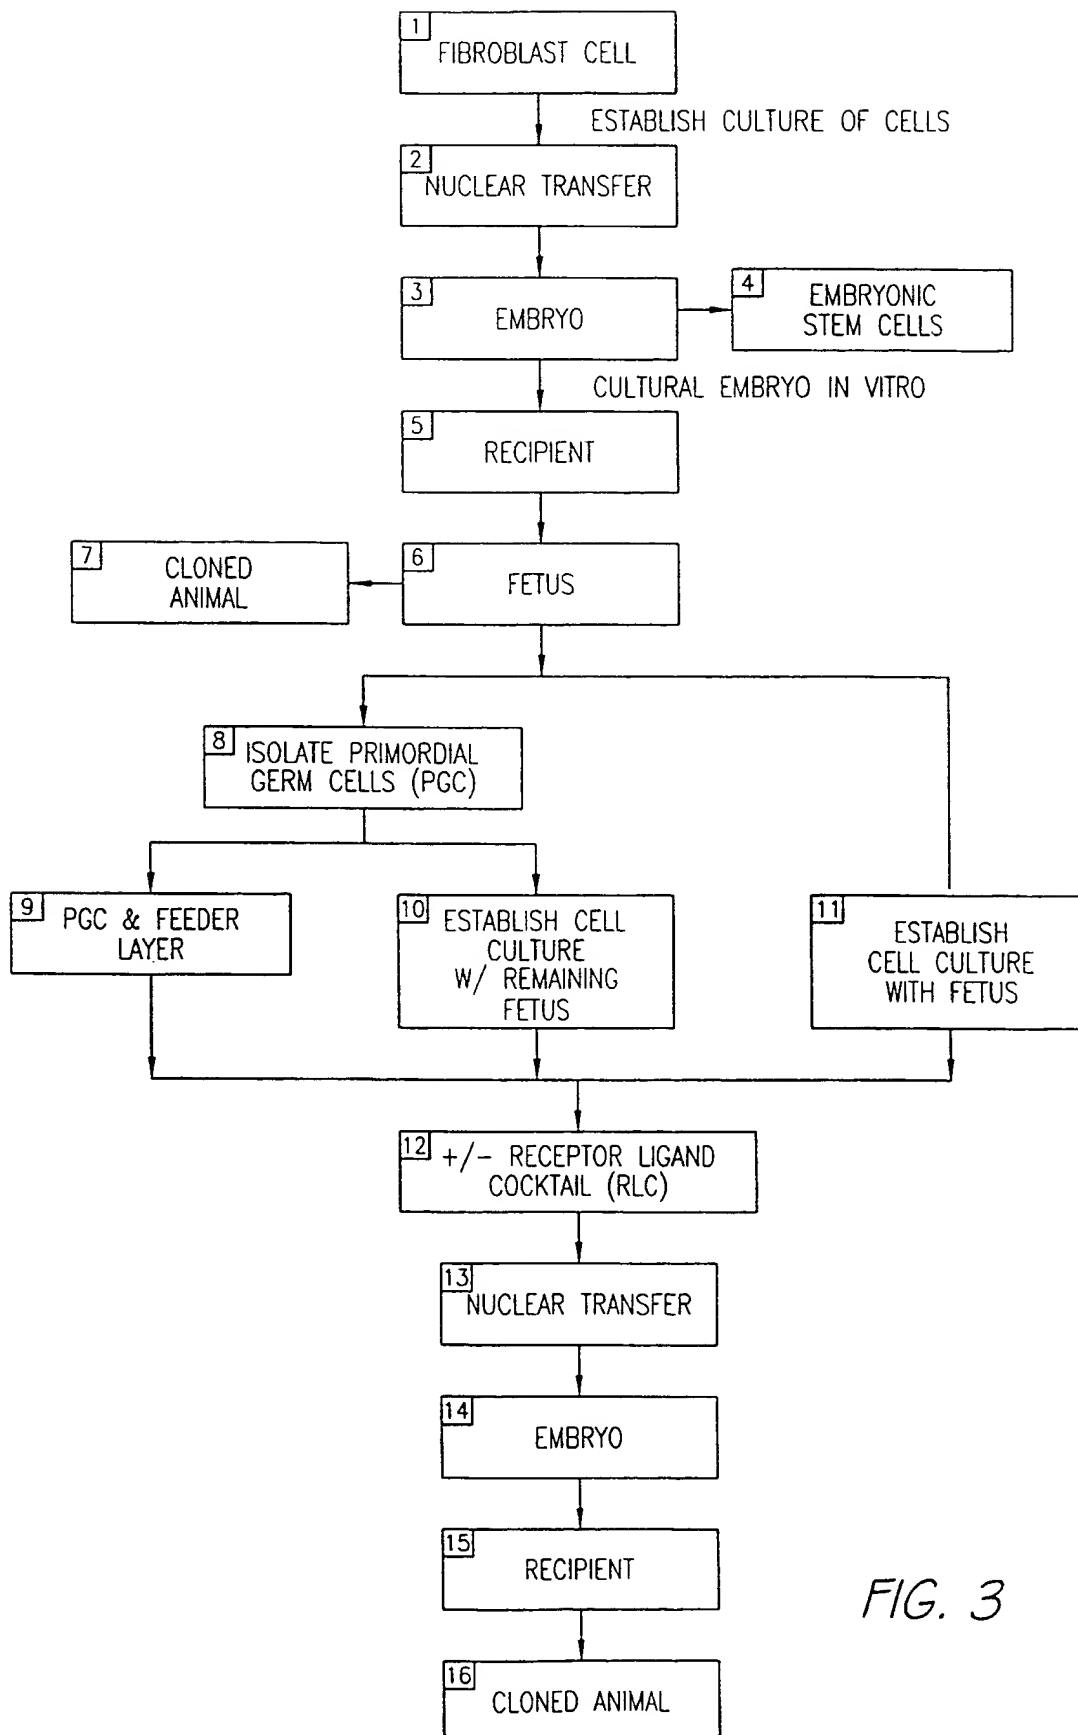 1
FIBROBLAST CELL
ESTABLISH CULTURE OF CELLS
2
NUCLEAR TRANSFER
3
EMBRYO
4
EMBRYONIC
STEM CELLS
CULTURAL EMBRYO IN VITRO
5
RECIPIENT
6
FETUS
7
CLONED
ANIMAL
8
ISOLATE PRIMORDIAL
GERM CELLS (PGC)
9
PGC & FEEDER
LAYER
10
ESTABLISH CELL
CULTURE
W/ REMAINING
FETUS
11
ESTABLISH
CELL CULTURE
WITH FETUS
12
+/- RECEPTOR LIGAND
COCKTAIL (RLC)
13
NUCLEAR TRANSFER
14
EMBRYO
15
RECIPIENT
16
CLONED ANIMAL
FIG. 3